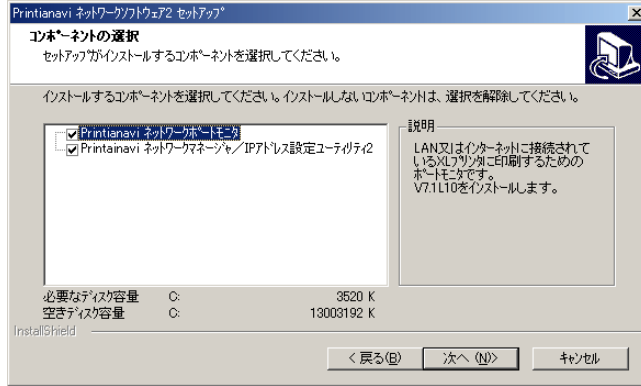 Printianavi ネットワークソフトウェア2 セットアップ
コンポーネントの選択
セットアップがインストールするコンポーネントを選択してください。
インストールするコンポーネントを選択してください。インストールしないコンポーネントは、選択を解除してください。
Printianavi ネットワークポートモニタ
Printainavi ネットワークマネージャ／IPアドレス設定ユーティリティ2
説明
LAN又はインターネットに接続されて
いるXLプリンタに印刷するための
ポートモニタです。
V7.1L10をインストールします。
必要なディスク容量 C: 3520 K
空きディスク容量 C: 13003192 K
InstallShield
< 戻る(B) 次へ (N)> キャンセル